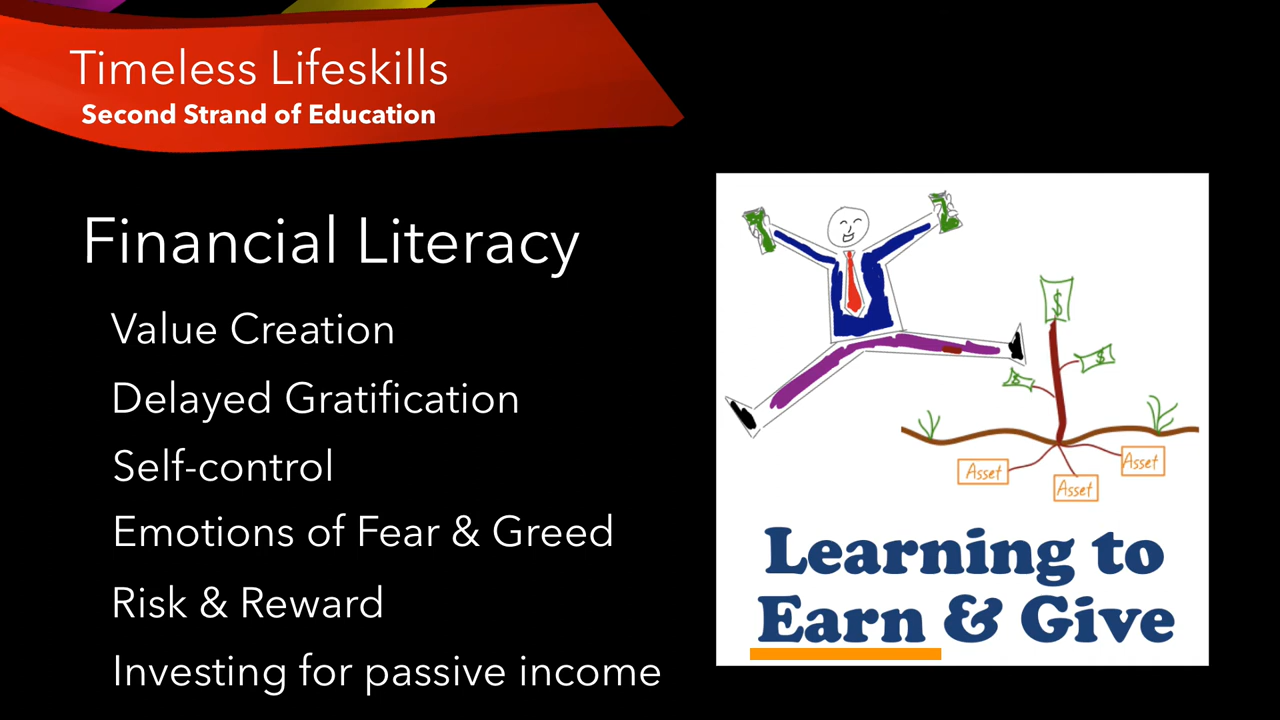 Timeless Lifeskills
Second Strand of Education
Financial Literacy
Value Creation
Delayed Gratification
Self-control
Emotions of Fear & Greed
Risk & Reward
Investing for passive income
$
$
$
Asset
Asset
Asset
Learning to
Earn & Give